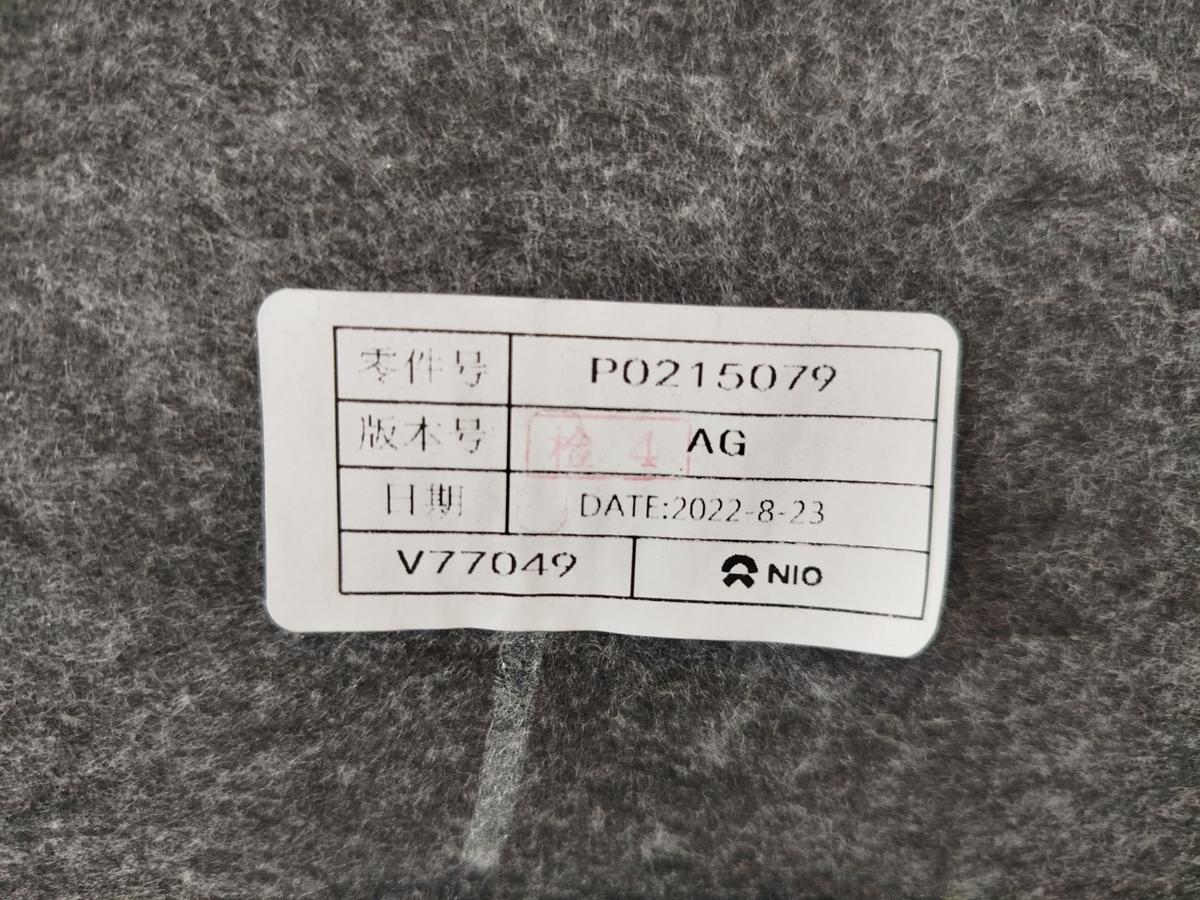 零件号 P0215079
版本号 检 4 AG
日期 DATE:2022-8-23
V77049 NIO